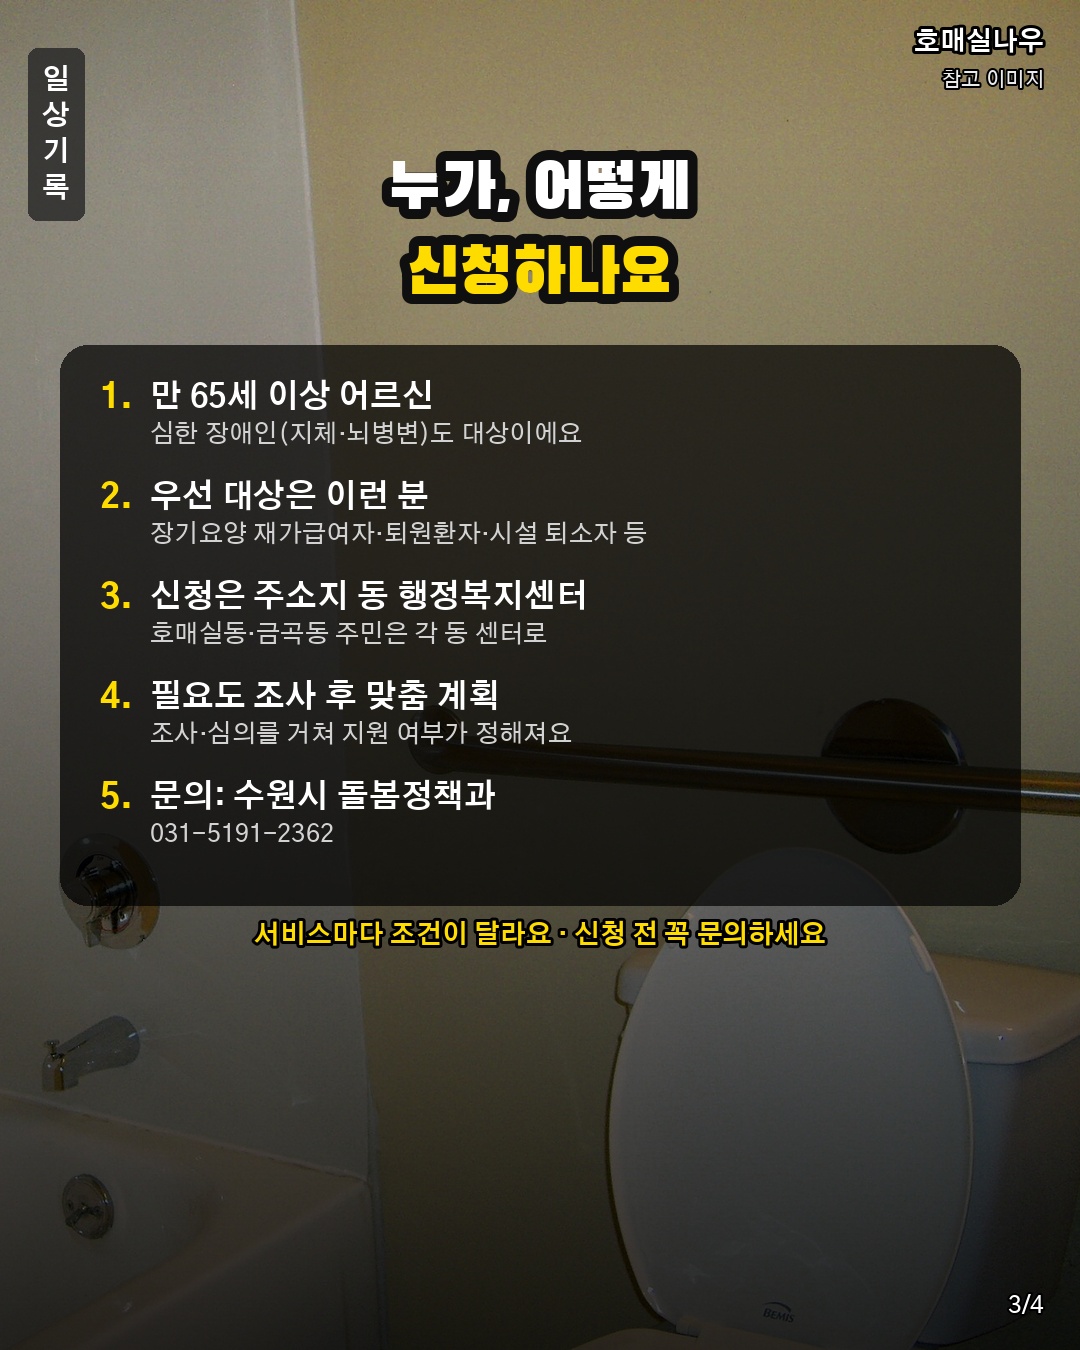 일상기록
호매실나우
참고 이미지
누가, 어떻게
신청하나요
1. 만 65세 이상 어르신
심한 장애인(지체·뇌병변)도 대상이에요
2. 우선 대상은 이런 분
장기요양 재가급여자·퇴원환자·시설 퇴소자 등
3. 신청은 주소지 동 행정복지센터
호매실동·금곡동 주민은 각 동 센터로
4. 필요도 조사 후 맞춤 계획
조사·심의를 거쳐 지원 여부가 정해져요
5. 문의: 수원시 돌봄정책과
031-5191-2362
서비스마다 조건이 달라요 · 신청 전 꼭 문의하세요
BEMIS
3/4